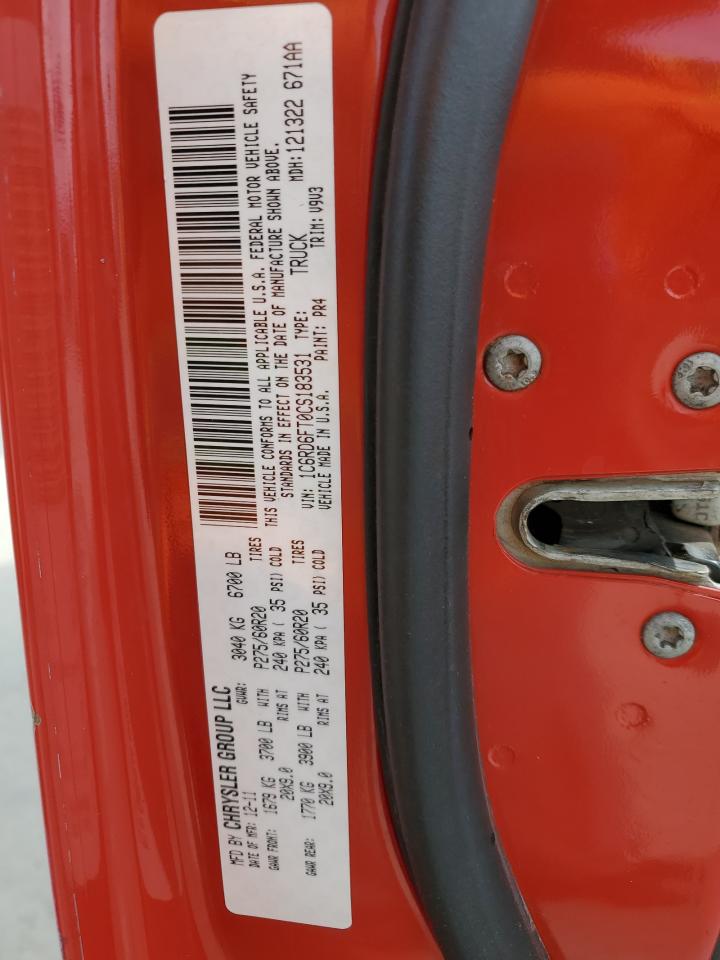 MFD BY CHRYSLER GROUP LLC
DATE OF MFR: 12-11 GVWR: 3040 KG 6700 LB
GAWR FRONT: 1679 KG 3700 LB WITH P275/60R20 TIRES
20X9.0 RIMS AT 240 KPA ( 35 PSI) COLD
GAWR REAR: 1770 KG 3900 LB WITH P275/60R20 TIRES
20X9.0 RIMS AT 240 KPA ( 35 PSI) COLD
THIS VEHICLE CONFORMS TO ALL APPLICABLE U.S.A. FEDERAL MOTOR VEHICLE SAFETY
STANDARDS IN EFFECT ON THE DATE OF MANUFACTURE SHOWN ABOVE.
VIN: 1C6RD6FT0CS183531 TYPE: TRUCK MDH:121322 671AA
VEHICLE MADE IN U.S.A. PAINT: PR4 TRIM: V9V3